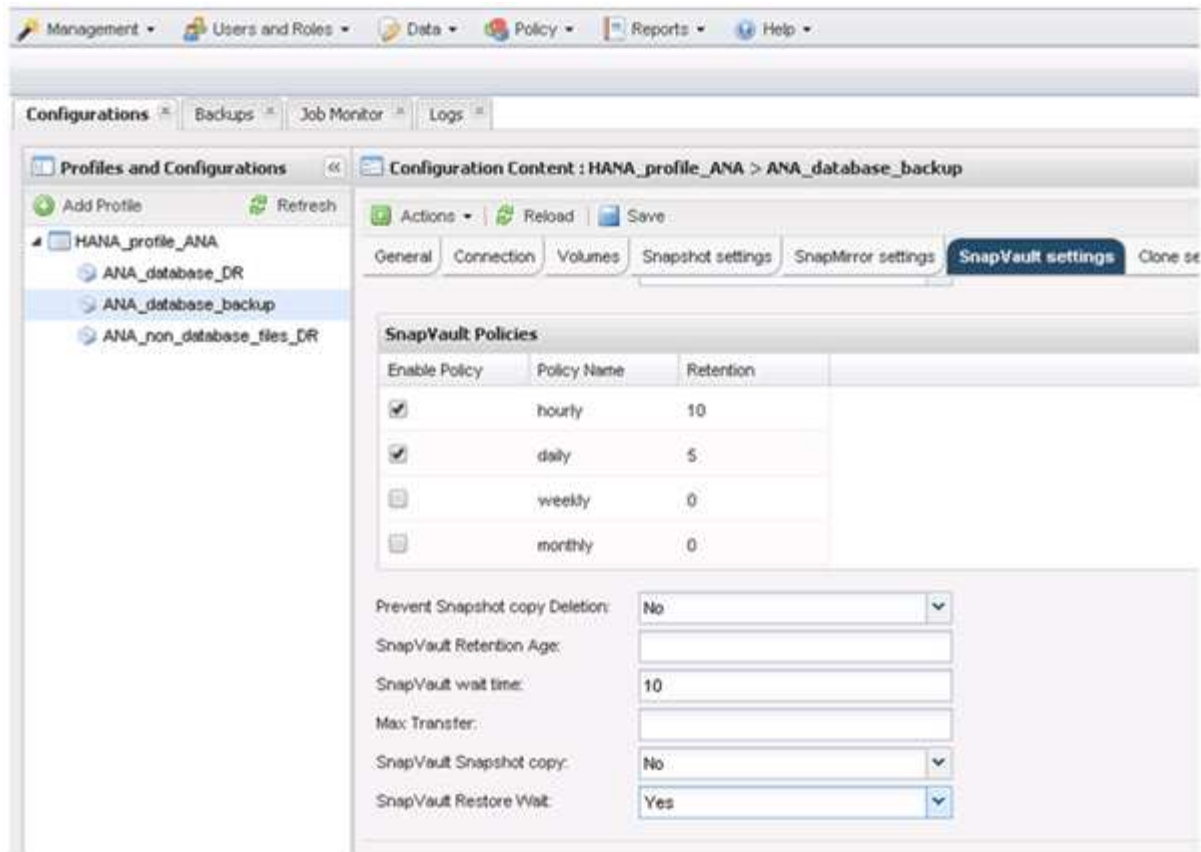 Management Users and Roles Data Policy Reports Help
Configurations Backups Job Monitor Logs
Profiles and Configurations
Add Profile Refresh
HANA_profile_ANA
ANA_database_DR
ANA_database_backup
ANA_non_database_files_DR
Configuration Content : HANA_profile_ANA > ANA_database_backup
Actions Reload Save
General Connection Volumes Snapshot settings SnapMirror settings SnapVault settings Clone se
SnapVault Policies
Enable Policy Policy Name Retention
hourly 10
daily 5
weekly 0
monthly 0
Prevent Snapshot copy Deletion: No
SnapVault Retention Age:
SnapVault wait time: 10
Max Transfer:
SnapVault Snapshot copy: No
SnapVault Restore Wait: Yes